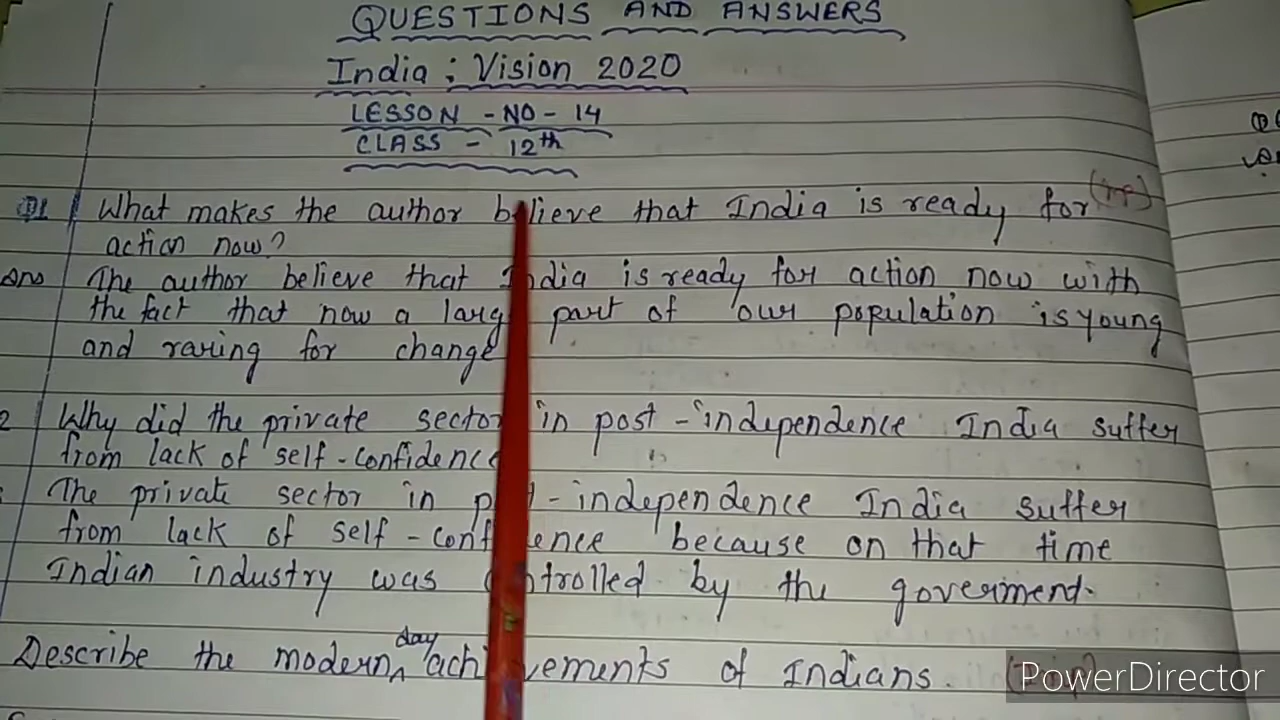 QUESTIONS AND ANSWERS
India : Vision 2020
LESSON - NO - 14
CLASS - 12th
Q1 What makes the author believe that India is ready for (imp)
action now?
Ans The author believe that India is ready for action now with
the fact that now a large part of our population is young
and raring for change
2 Why did the private sector in post-independence India suffer
from lack of self-confidence
The private sector in post-independence India suffer
from lack of self-confidence because on that time
Indian industry was controlled by the goverment.
Describe the modern day achievements of Indians. (Imp)
PowerDirector